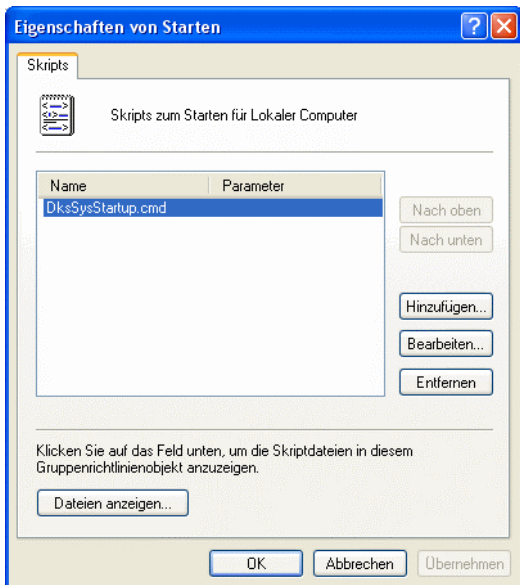 Eigenschaften von Starten
Skripts
Skripts zum Starten für Lokaler Computer
Name Parameter
DksSysStartup.cmd
Nach oben
Nach unten
Hinzufügen...
Bearbeiten...
Entfernen
Klicken Sie auf das Feld unten, um die Skriptdateien in diesem
Gruppenrichtlinienobjekt anzuzeigen.
Dateien anzeigen...
OK Abbrechen Übernehmen